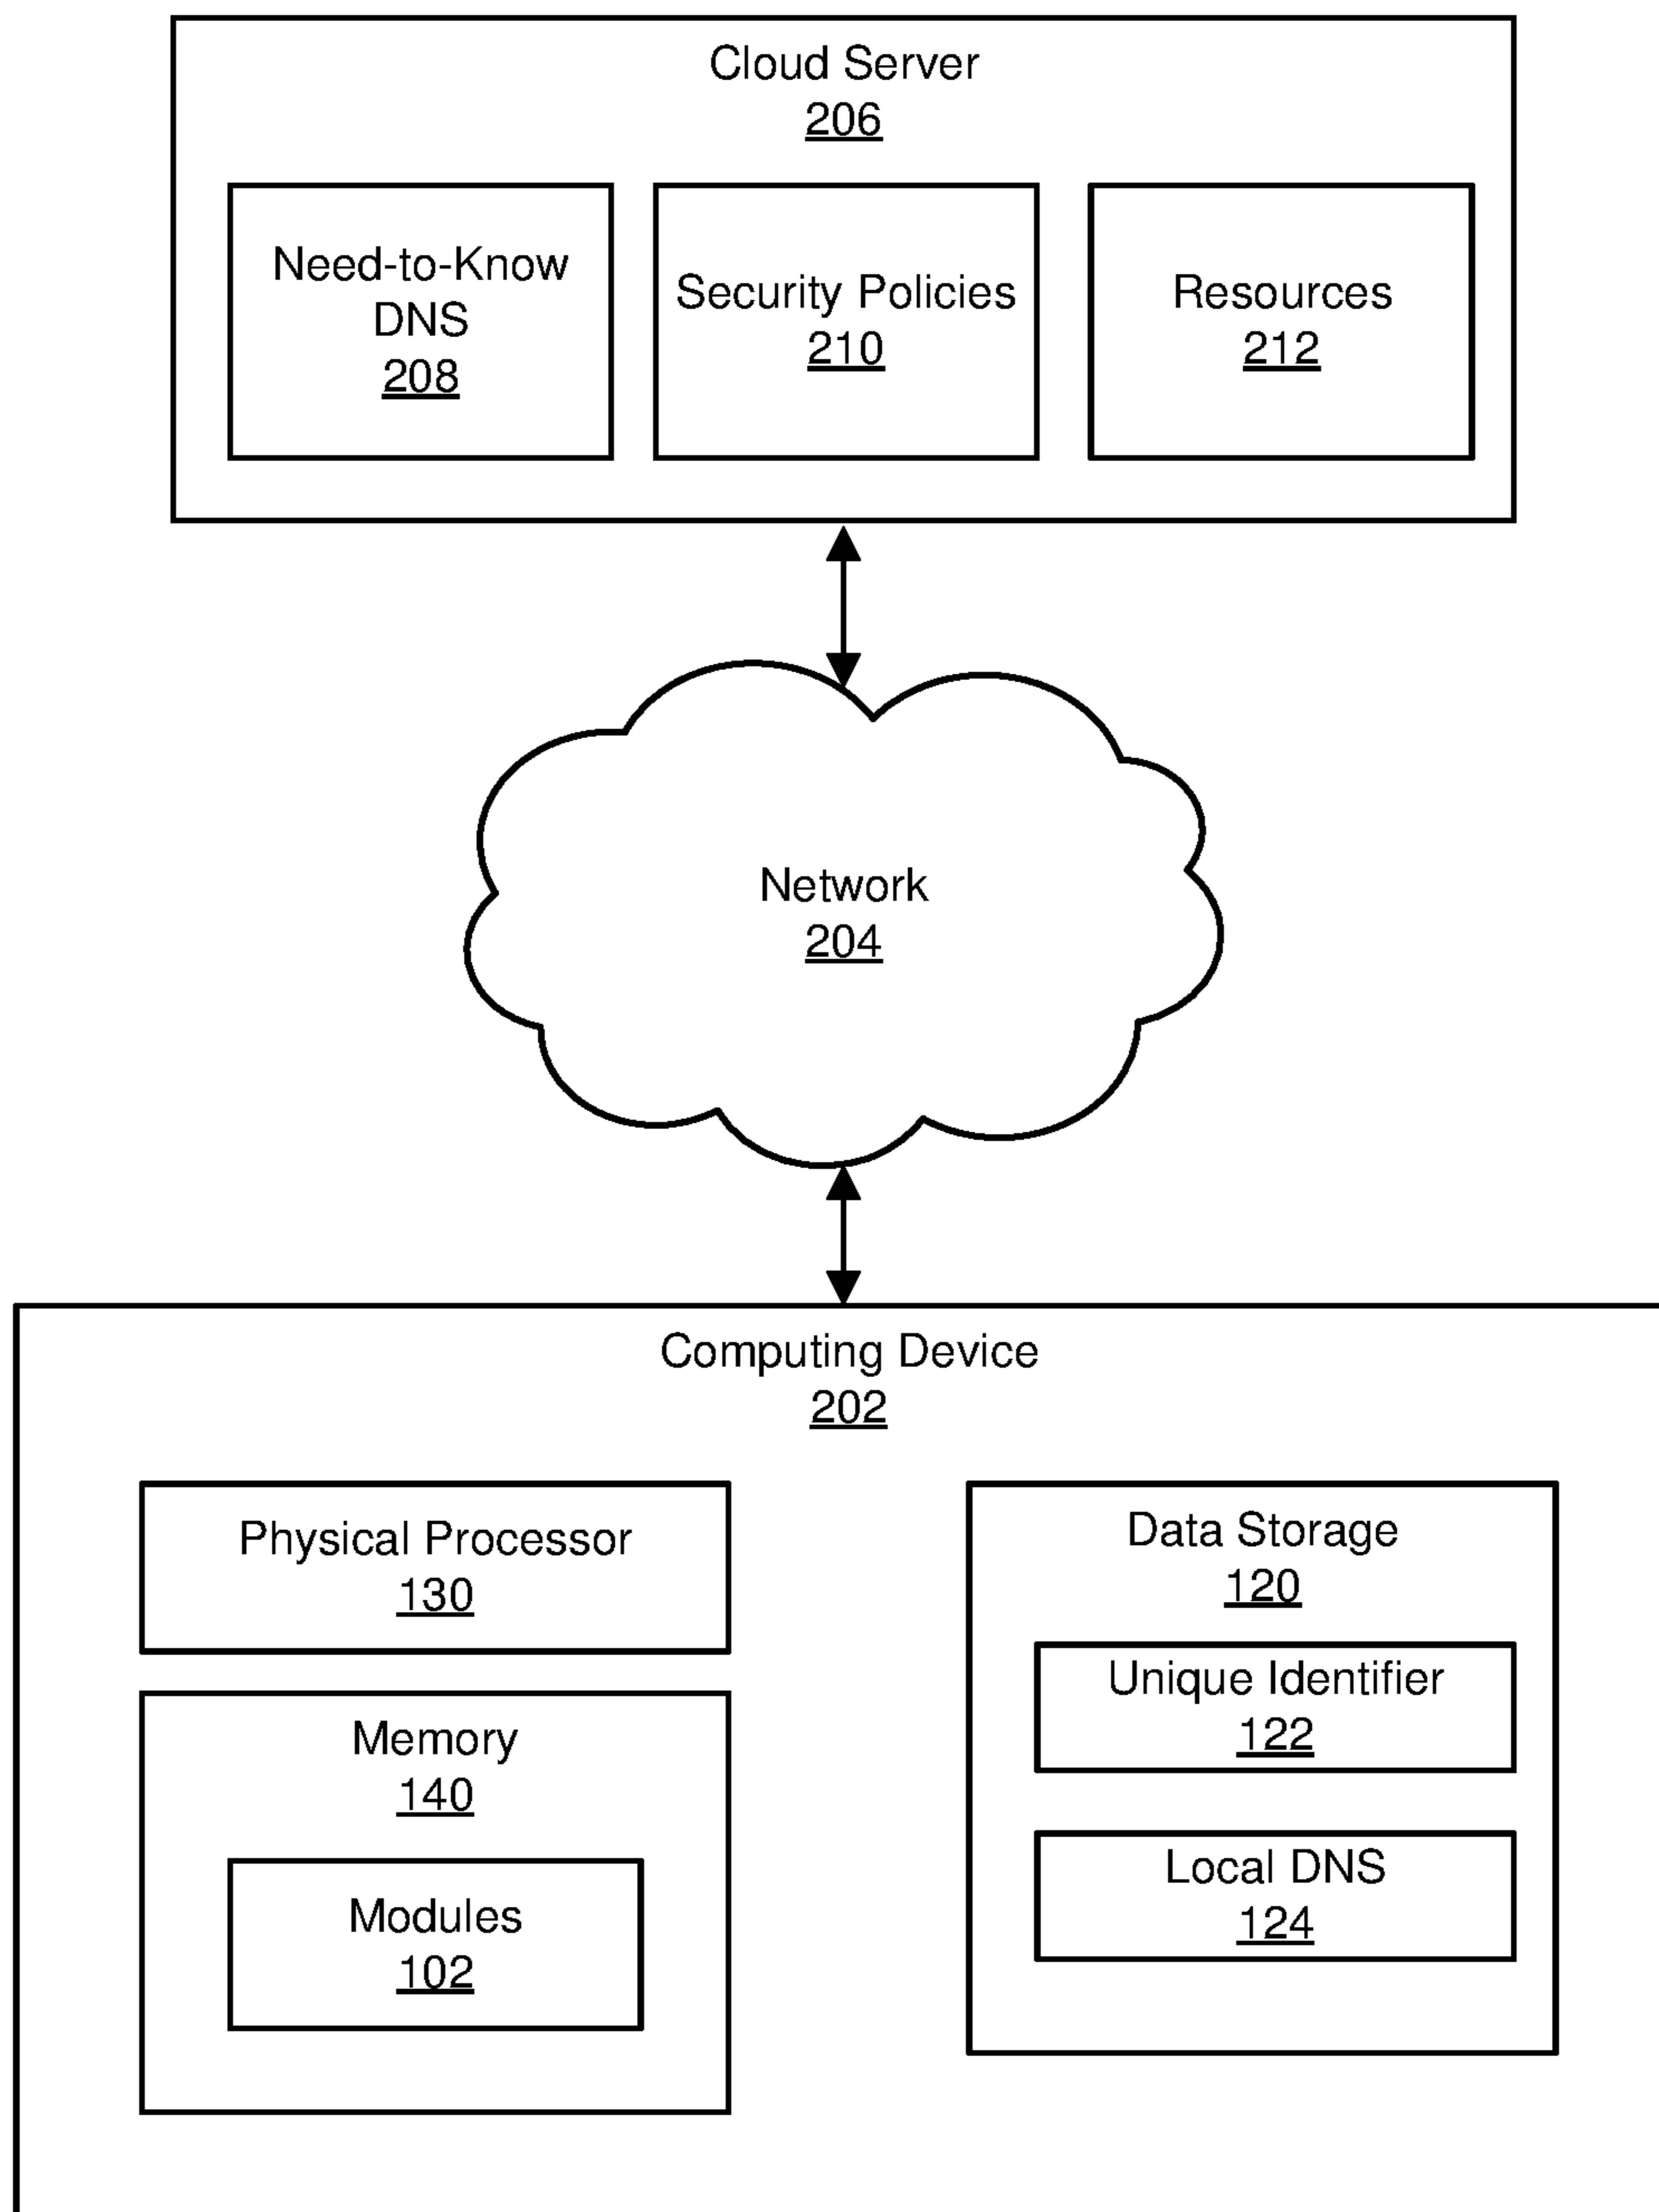 Cloud Server
206
Need-to-Know
DNS
208
Security Policies
210
Resources
212
Network
204
Computing Device
202
Physical Processor
130
Memory
140
Modules
102
Data Storage
120
Unique Identifier
122
Local DNS
124